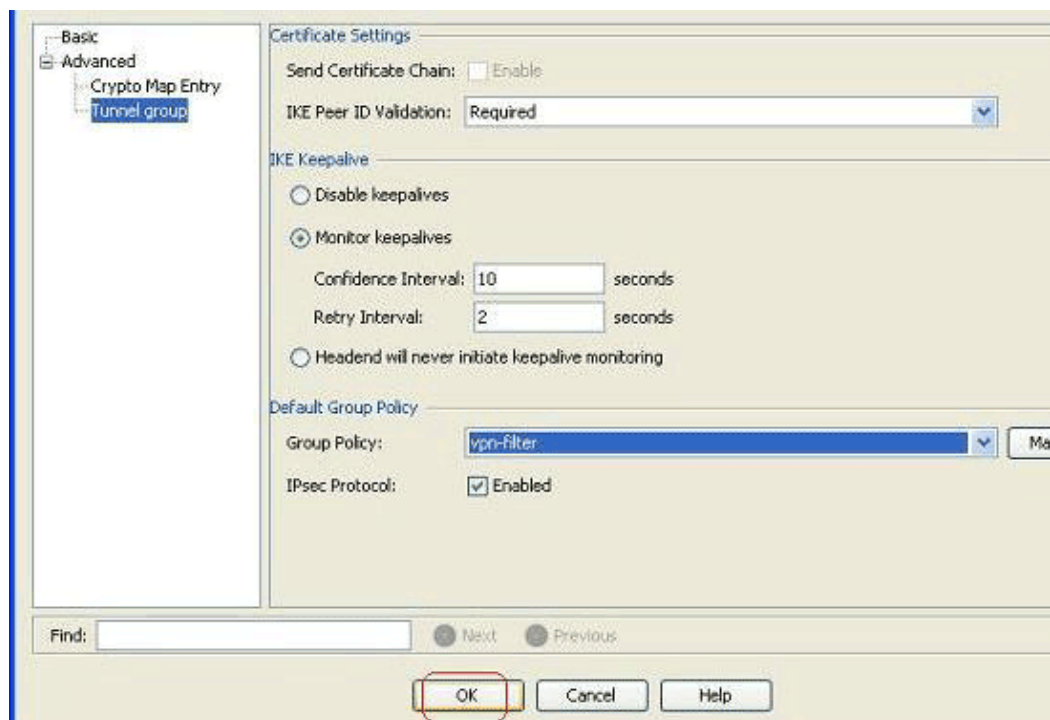 Basic
Advanced
Crypto Map Entry
Tunnel group
Certificate Settings
Send Certificate Chain: Enable
IKE Peer ID Validation: Required
IKE Keepalive
Disable keepalives
Monitor keepalives
Confidence Interval: 10 seconds
Retry Interval: 2 seconds
Headend will never initiate keepalive monitoring
Default Group Policy
Group Policy: vpn-filter Ma
IPsec Protocol: Enabled
Find: Next Previous
OK Cancel Help